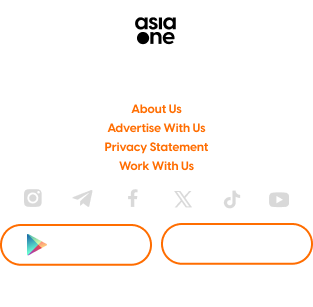 asia
one
About Us
Advertise With Us
Privacy Statement
Work With Us